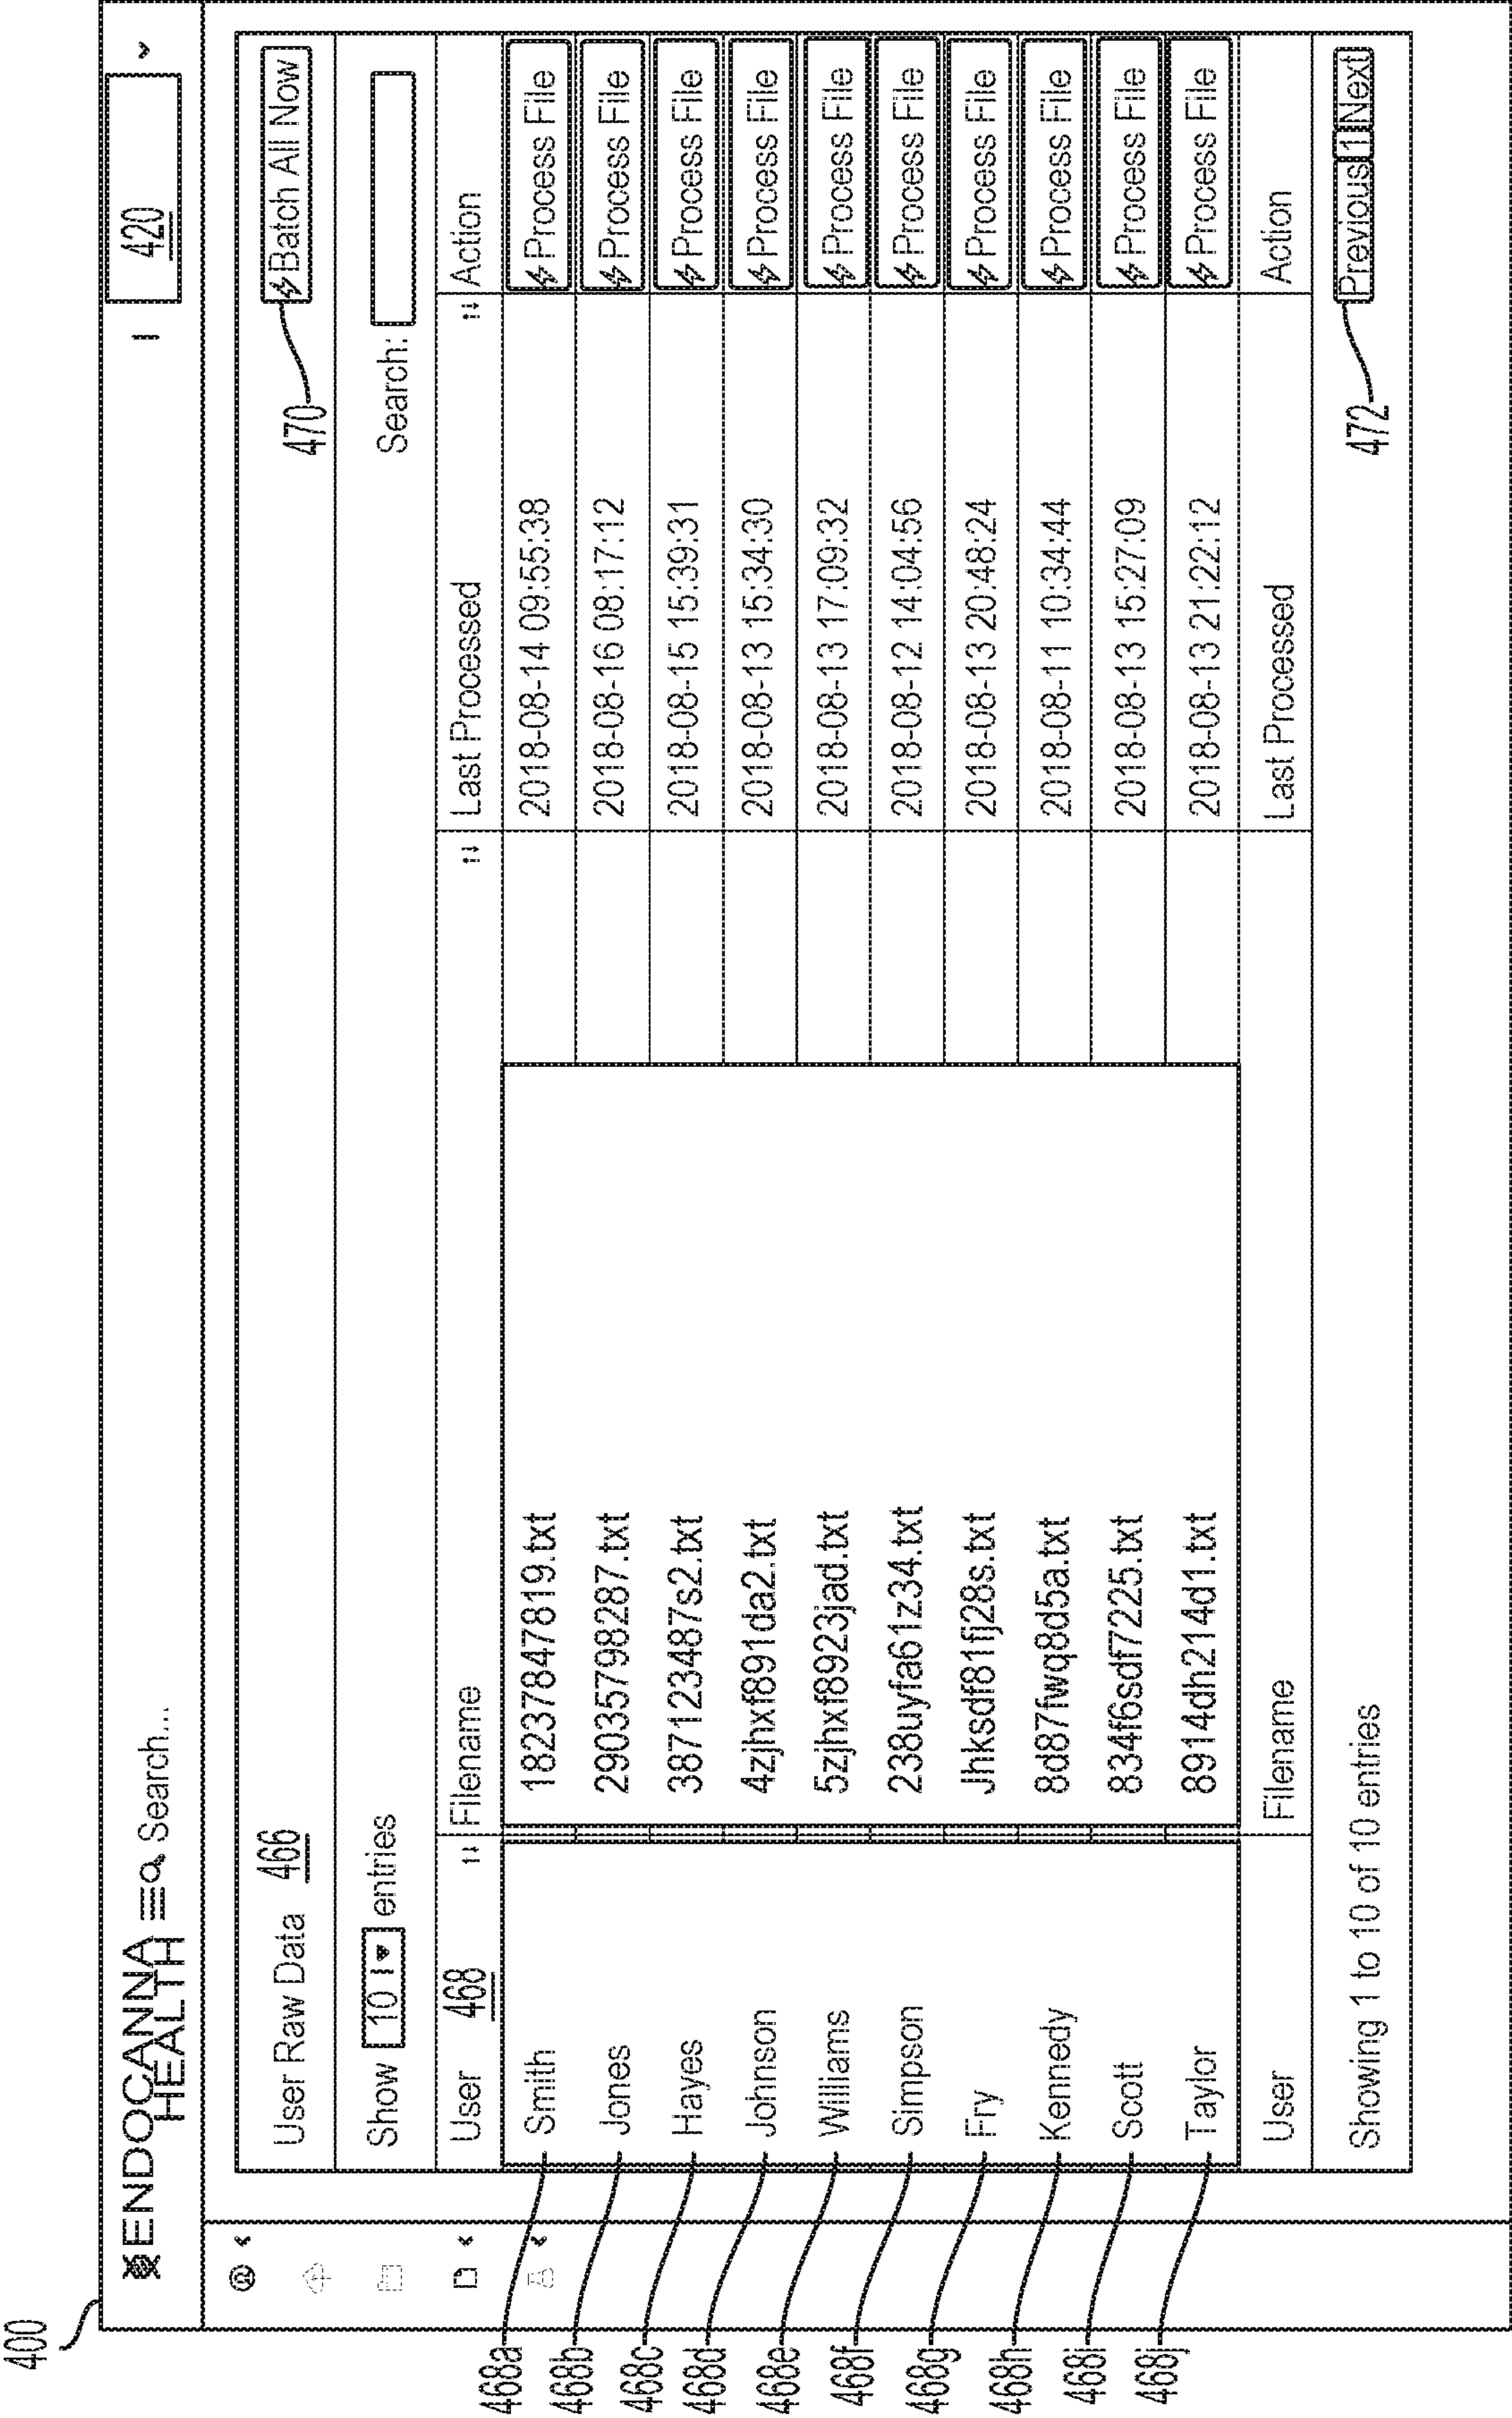 400
ENDOCANNA HEALTH Search... 420
User Raw Data 466 470 Batch All Now
Show 10 entries Search:
User 468 Filename Last Processed Action
468a Smith 18237847819.txt 2018-08-14 09:55:38 Process File
468b Jones 29035798287.txt 2018-08-16 08:17:12 Process File
468c Hayes 387123487s2.txt 2018-08-15 15:39:31 Process File
468d Johnson 4zjhxf891da2.txt 2018-08-13 15:34:30 Process File
468e Williams 5zjhxf8923jad.txt 2018-08-13 17:09:32 Process File
468f Simpson 238uyfa61z34.txt 2018-08-12 14:04:56 Process File
468g Fry Jhksdf81fj28s.txt 2018-08-13 20:48:24 Process File
468h Kennedy 8d87fwq8d5a.txt 2018-08-11 10:34:44 Process File
468i Scott 834f6sdf7225.txt 2018-08-13 15:27:09 Process File
468j Taylor 8914dh214d1.txt 2018-08-13 21:22:12 Process File
User Filename Last Processed Action
Showing 1 to 10 of 10 entries 472 Previous 1 Next